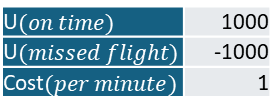 U(on time) 1000
U(missed flight) -1000
Cost(per minute) 1